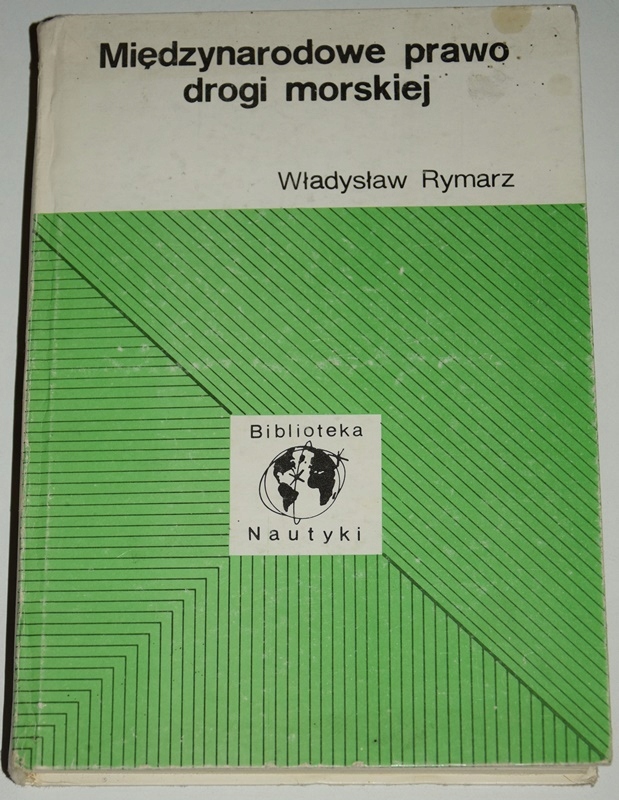 Międzynarodowe prawo
drogi morskiej
Władysław Rymarz
Biblioteka
Nautyki